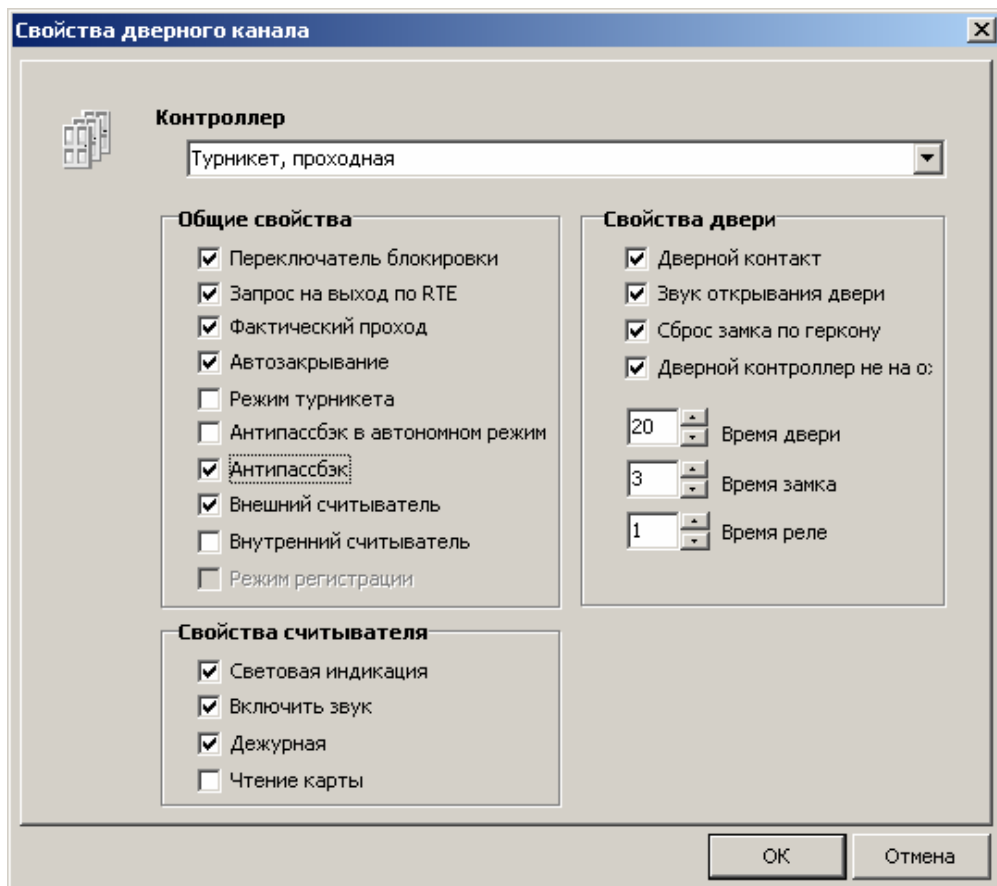 Свойства дверного канала
Контроллер
Турникет, проходная
Общие свойства
Переключатель блокировки
Запрос на выход по RTE
Фактический проход
Автозакрывание
Режим турникета
Антипассбэк в автономном режим
Антипассбэк
Внешний считыватель
Внутренний считыватель
Режим регистрации
Свойства двери
Дверной контакт
Звук открывания двери
Сброс замка по геркону
Дверной контроллер не на о
20 Время двери
3 Время замка
1 Время реле
Свойства считывателя
Световая индикация
Включить звук
Дежурная
Чтение карты
ОК
Отмена